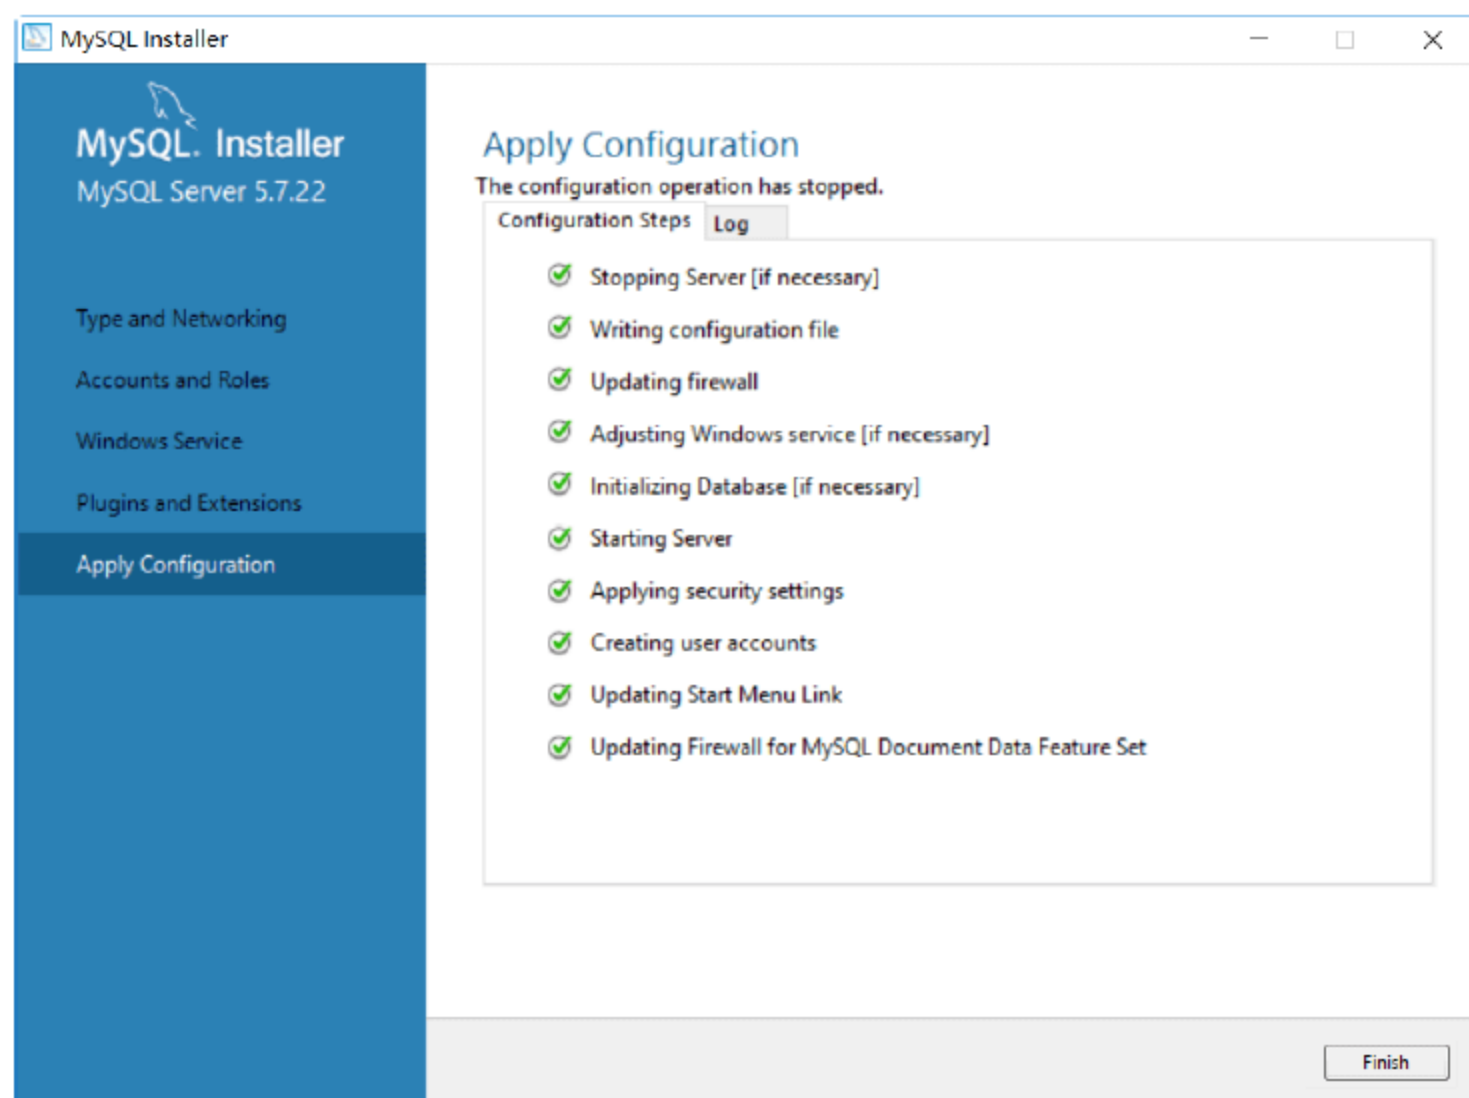 MySQL Installer
MySQL. Installer
MySQL Server 5.7.22
Type and Networking
Accounts and Roles
Windows Service
Plugins and Extensions
Apply Configuration
Apply Configuration
The configuration operation has stopped.
Configuration Steps
Log
Stopping Server [if necessary]
Writing configuration file
Updating firewall
Adjusting Windows service [if necessary]
Initializing Database [if necessary]
Starting Server
Applying security settings
Creating user accounts
Updating Start Menu Link
Updating Firewall for MySQL Document Data Feature Set
Finish